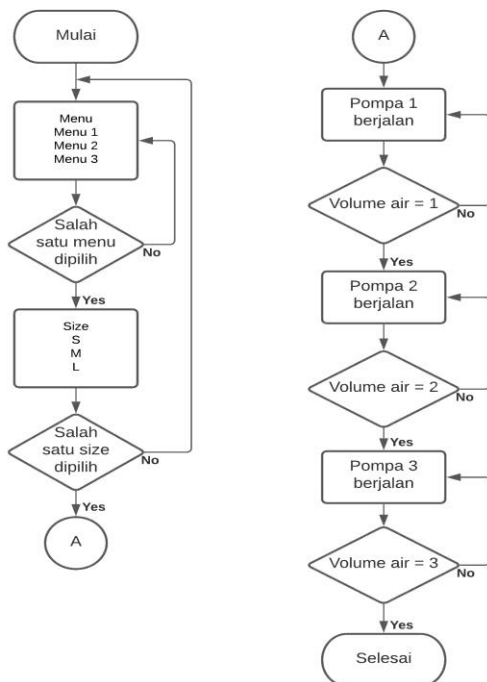 Mulai
Menu
Menu 1
Menu 2
Menu 3
Salah
satu menu
dipilih
No
Yes
Size
S
M
L
Salah
satu size
dipilih
No
Yes
A
A
Pompa 1
berjalan
Volume air = 1
No
Yes
Pompa 2
berjalan
Volume air = 2
No
Yes
Pompa 3
berjalan
Volume air = 3
No
Yes
Selesai